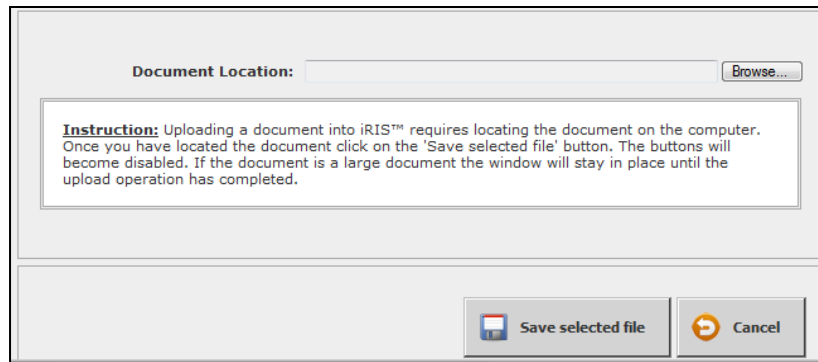 Document Location:
Browse...
Instruction: Uploading a document into iRIS™ requires locating the document on the computer.
Once you have located the document click on the 'Save selected file' button. The buttons will
become disabled. If the document is a large document the window will stay in place until the
upload operation has completed.
Save selected file
Cancel